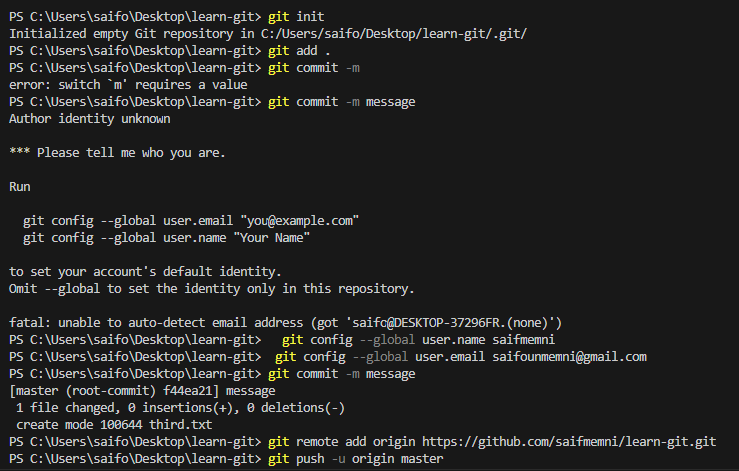 PS C:\Users\saifo\Desktop\learn-git> git init
Initialized empty Git repository in C:/Users/saifo/Desktop/learn-git/.git/
PS C:\Users\saifo\Desktop\learn-git> git add .
PS C:\Users\saifo\Desktop\learn-git> git commit -m
error: switch `m' requires a value
PS C:\Users\saifo\Desktop\learn-git> git commit -m message
Author identity unknown
*** Please tell me who you are.
Run
git config --global user.email "you@example.com"
git config --global user.name "Your Name"
to set your account's default identity.
Omit --global to set the identity only in this repository.
fatal: unable to auto-detect email address (got 'saifo@DESKTOP-37296FR.(none)')
PS C:\Users\saifo\Desktop\learn-git>   git config --global user.name saifmemni
PS C:\Users\saifo\Desktop\learn-git>  git config --global user.email saifounmemni@gmail.com
PS C:\Users\saifo\Desktop\learn-git> git commit -m message
[master (root-commit) f44ea21] message
1 file changed, 0 insertions(+), 0 deletions(-)
create mode 100644 third.txt
PS C:\Users\saifo\Desktop\learn-git> git remote add origin https://github.com/saifmemni/learn-git.git
PS C:\Users\saifo\Desktop\learn-git> git push -u origin master